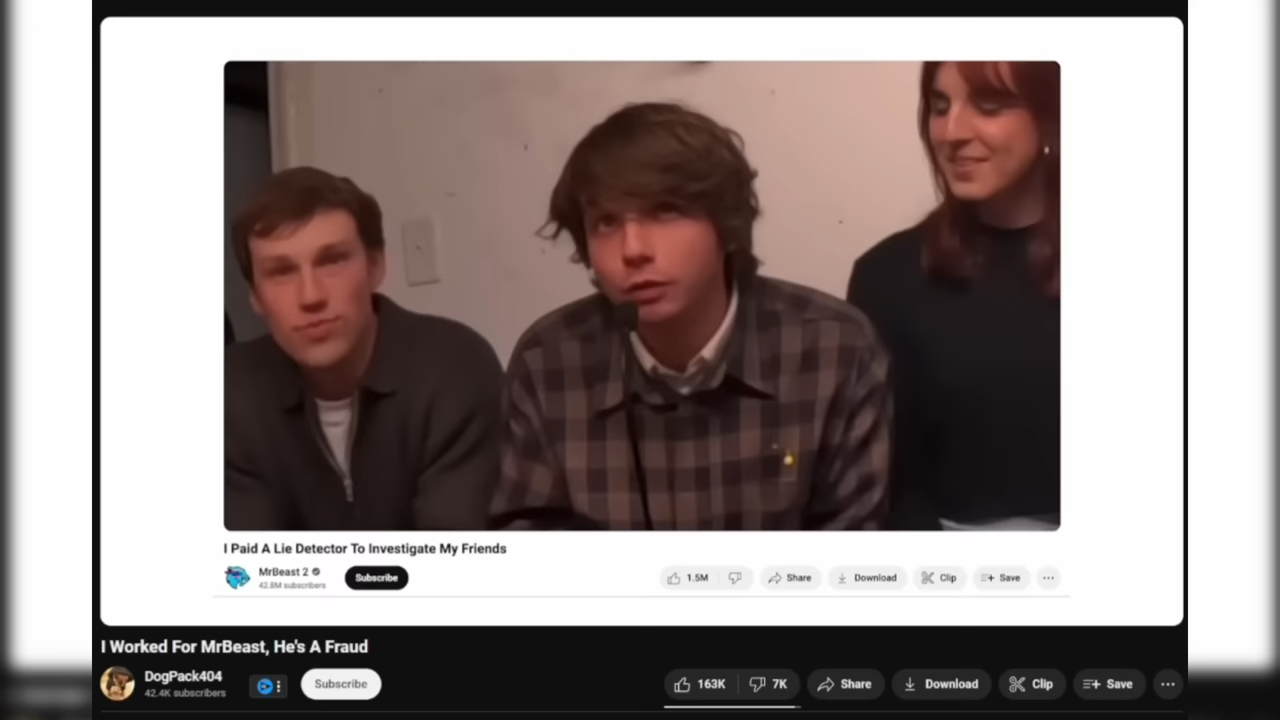 I Paid A Lie Detector To Investigate My Friends
MrBeast 2
42.8M subscribers
Subscribe
1.5M
Share
Download
Clip
Save
I Worked For MrBeast, He's A Fraud
DogPack404
42.4K subscribers
Subscribe
163K
7K
Share
Download
Clip
Save